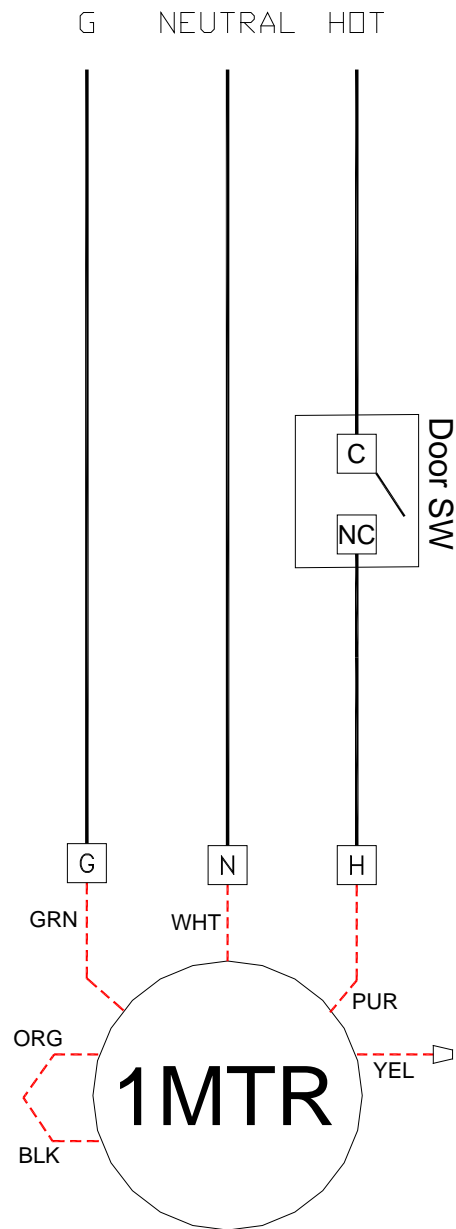 G NEUTRAL HOT
Door SW
C
NC
G N H
GRN WHT
PUR
ORG
YEL
1MTR
BLK